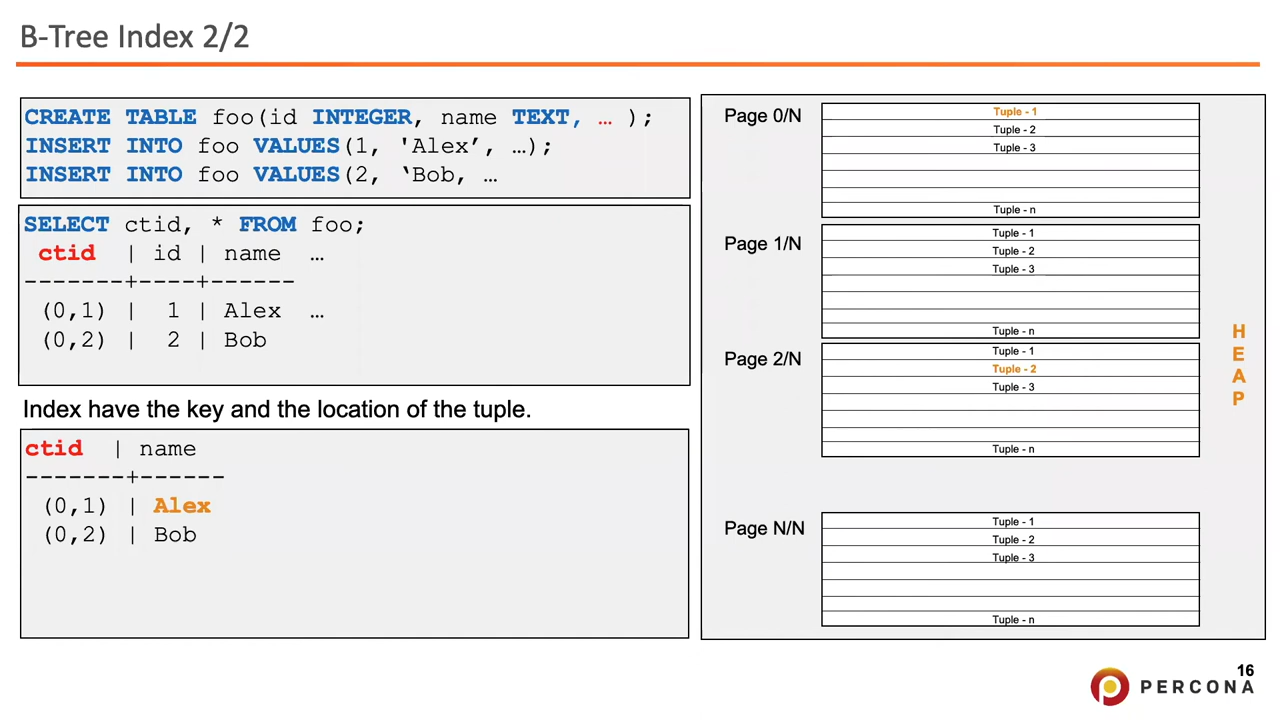 B-Tree Index 2/2
CREATE TABLE foo(id INTEGER, name TEXT, … );
INSERT INTO foo VALUES(1, 'Alex’, …);
INSERT INTO foo VALUES(2, ‘Bob, …
SELECT ctid, * FROM foo;
ctid | id | name …
-------+----+------
(0,1) | 1 | Alex …
(0,2) | 2 | Bob
Index have the key and the location of the tuple.
ctid | name
-------+------
(0,1) | Alex
(0,2) | Bob
Page 0/N
Tuple - 1
Tuple - 2
Tuple - 3
Tuple - n
Page 1/N
Tuple - 1
Tuple - 2
Tuple - 3
Tuple - n
Page 2/N
Tuple - 1
Tuple - 2
Tuple - 3
Tuple - n
Page N/N
Tuple - 1
Tuple - 2
Tuple - 3
Tuple - n
H
E
A
P
16
PERCONA